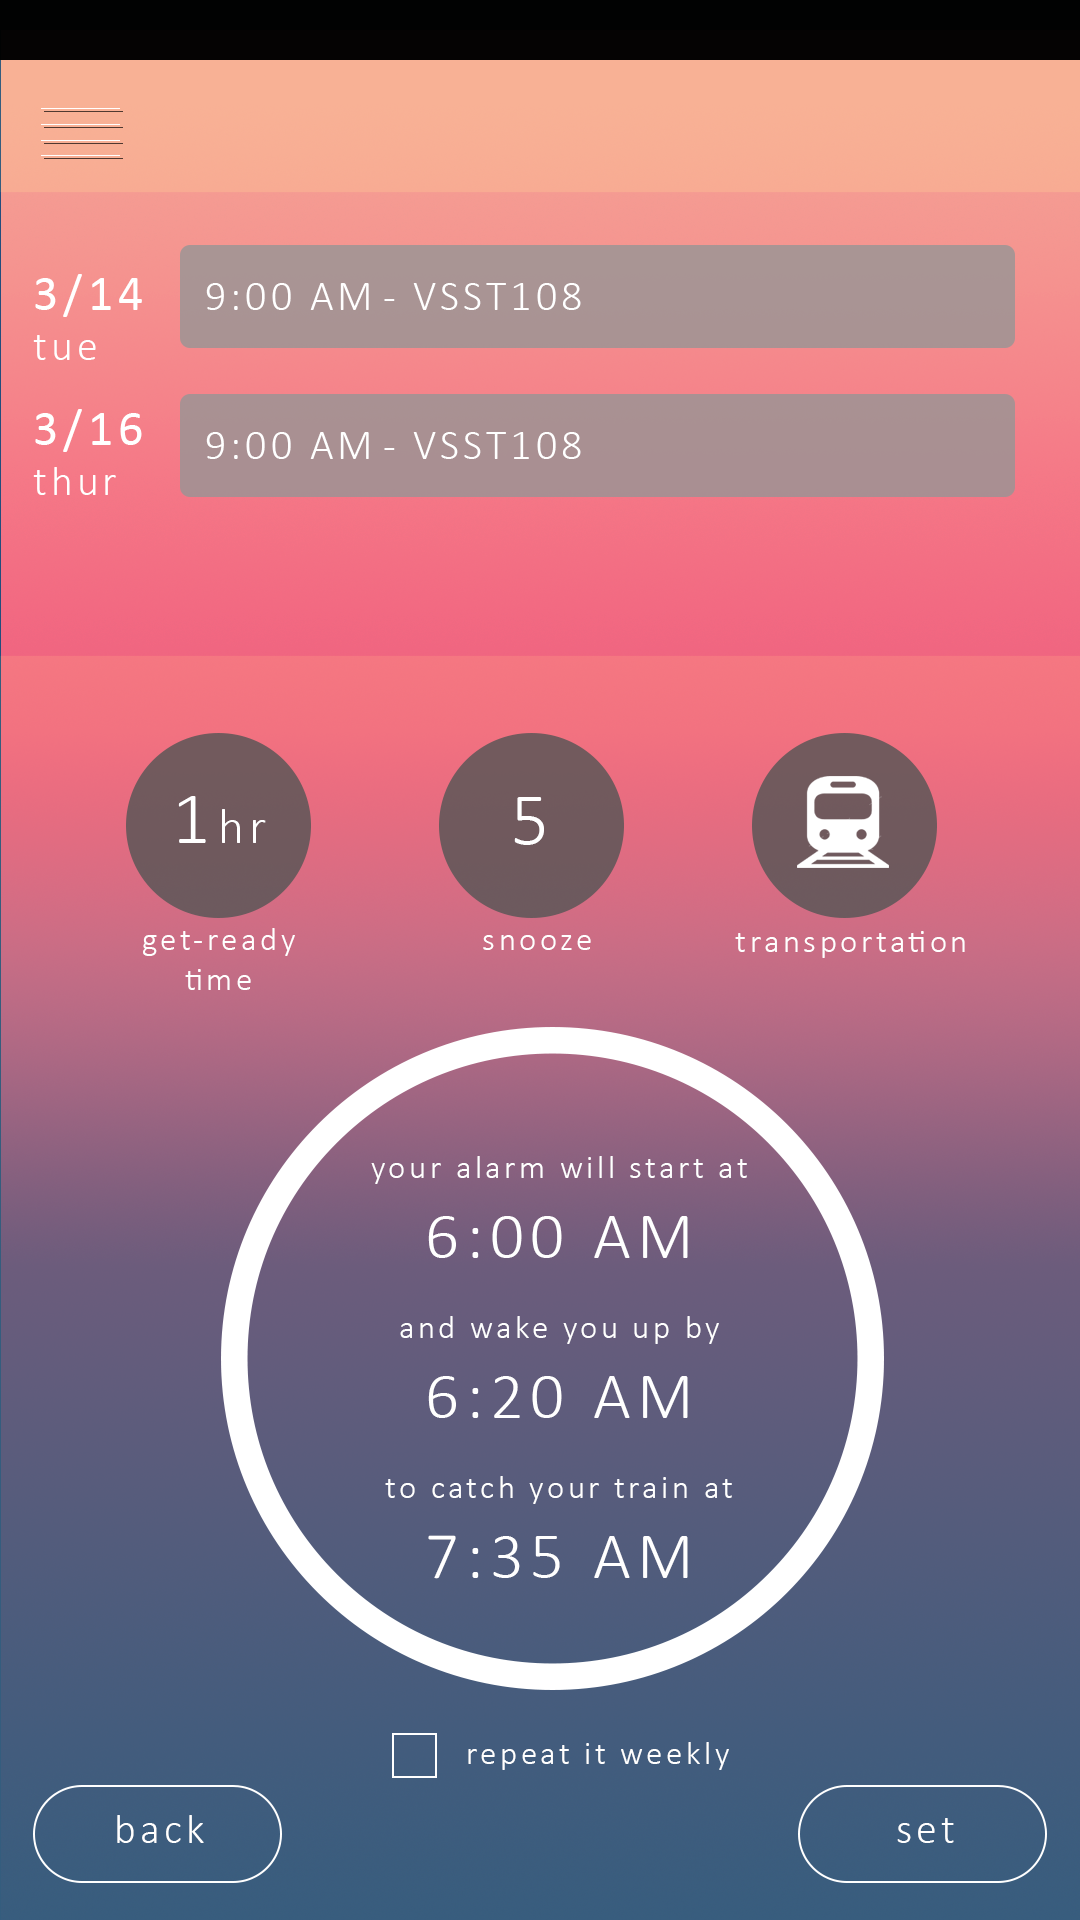 3/14
tue
9:00 AM - VSST108
3/16
thur
9:00 AM - VSST108
1 hr
5
get-ready
time
snooze
transportation
your alarm will start at
6:00 AM
and wake you up by
6:20 AM
to catch your train at
7:35 AM
repeat it weekly
back
set